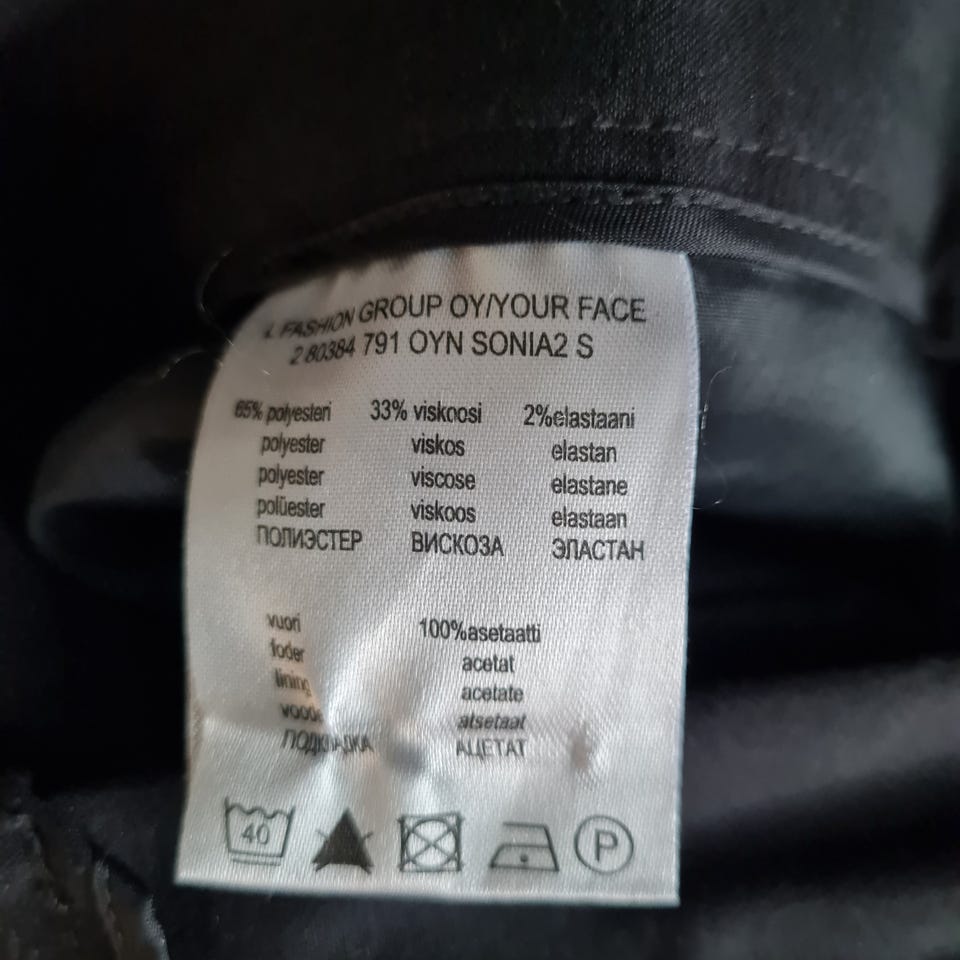 L FASHION GROUP OY/YOUR FACE
2 80384 791 OYN SONIA2 S
65% polyesteri 33% viskoosi 2%elastaani
polyester viskos elastan
polyester viscose elastane
polüester viskoos elastaan
ПОЛИЭСТЕР ВИСКОЗА ЭЛАСТАН
vuori 100%asetaatti
foder acetat
lining acetate
vooder atsetaat
ПОДКЛАДКА АЦЕТАТ
40 P